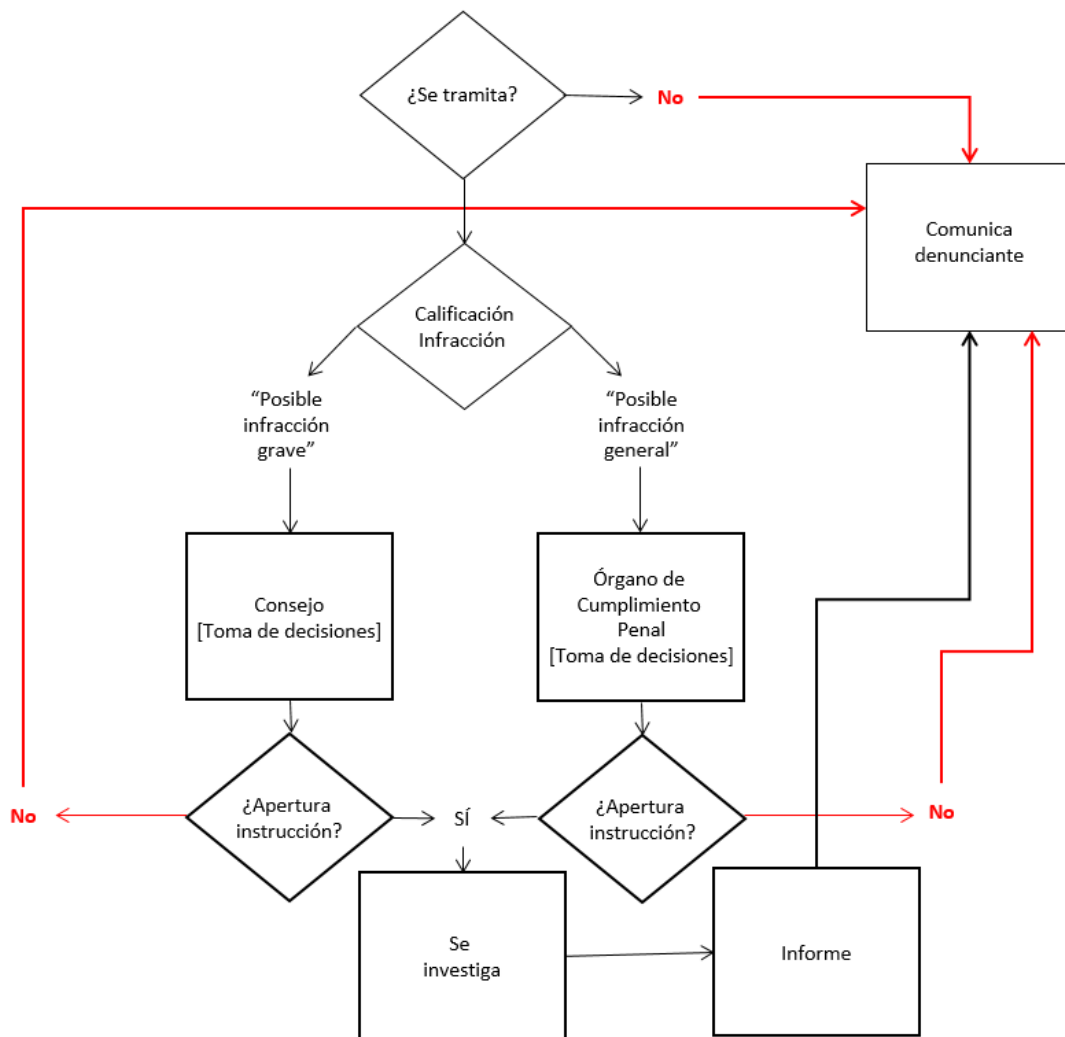 ¿Se tramita?
No
Comunica
denunciante
Calificación
Infracción
“Posible
infracción
grave”
“Posible
infracción
general”
Consejo
[Toma de decisiones]
Órgano de
Cumplimiento
Penal
[Toma de decisiones]
No
¿Apertura
instrucción?
SÍ
¿Apertura
instrucción?
No
Se
investiga
Informe